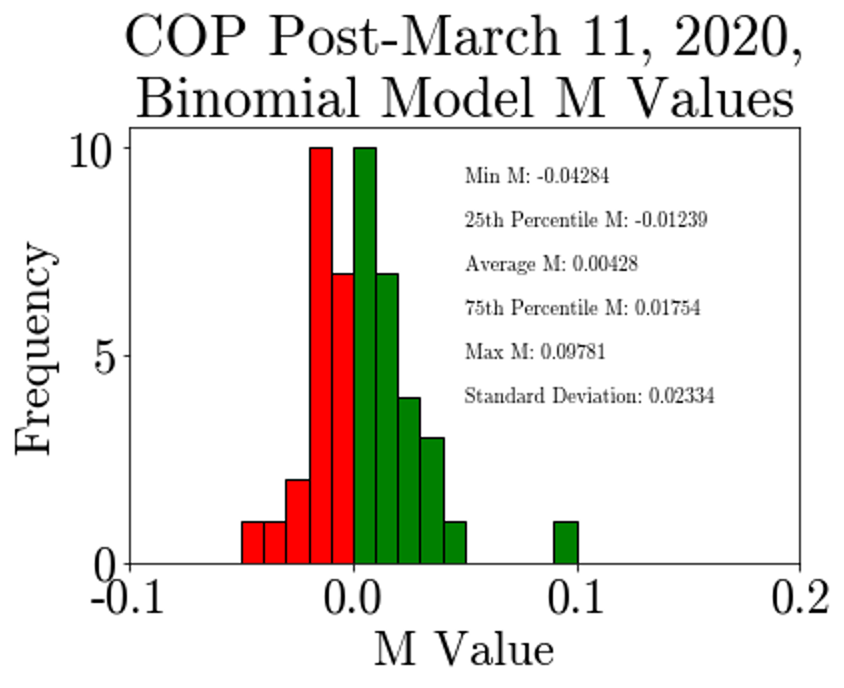 COP Post-March 11, 2020,
Binomial Model M Values
10
Min M: -0.04284
25th Percentile M: -0.01239
Average M: 0.00428
75th Percentile M: 0.01754
Max M: 0.09781
Standard Deviation: 0.02334
5
0
Frequency
-0.1 0.0 0.1 0.2
M Value